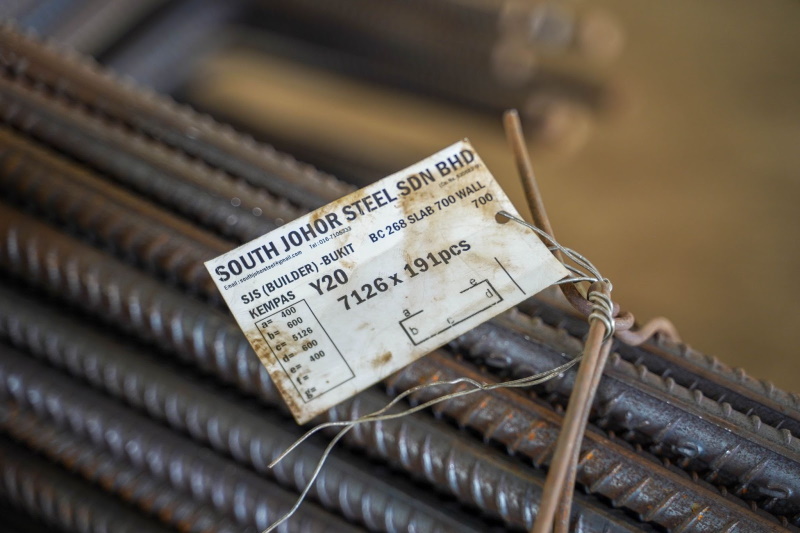 SOUTH JOHOR STEEL SDN BHD
SJS (BUILDER)-BUKIT KEMPAS
BC 268 SLAB 700 WALL
700
Y20
7126 x 191pcs
a= 400
b= 600
c= 5126
d= 600
e= 400
f=
g=
a
e
b
c
d